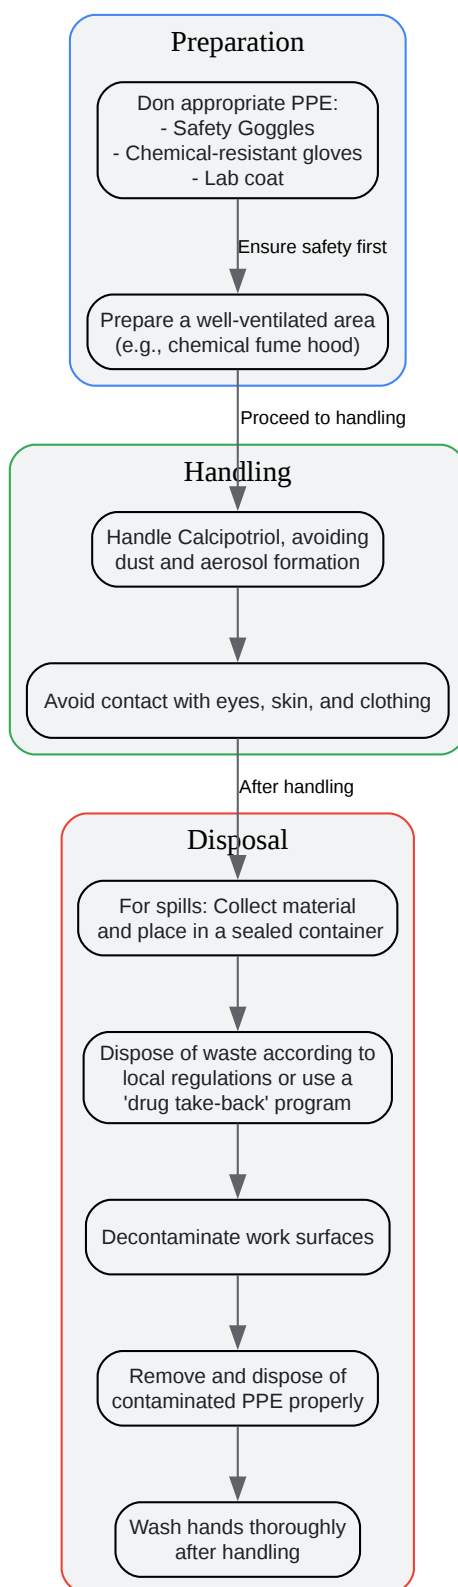 Preparation
Don appropriate PPE:
- Safety Goggles
- Chemical-resistant gloves
- Lab coat
Ensure safety first
Prepare a well-ventilated area
(e.g., chemical fume hood)
Proceed to handling
Handling
Handle Calcipotriol, avoiding
dust and aerosol formation
Avoid contact with eyes, skin, and clothing
After handling
Disposal
For spills: Collect material
and place in a sealed container
Dispose of waste according to
local regulations or use a
'drug take-back' program
Decontaminate work surfaces
Remove and dispose of
contaminated PPE properly
Wash hands thoroughly
after handling